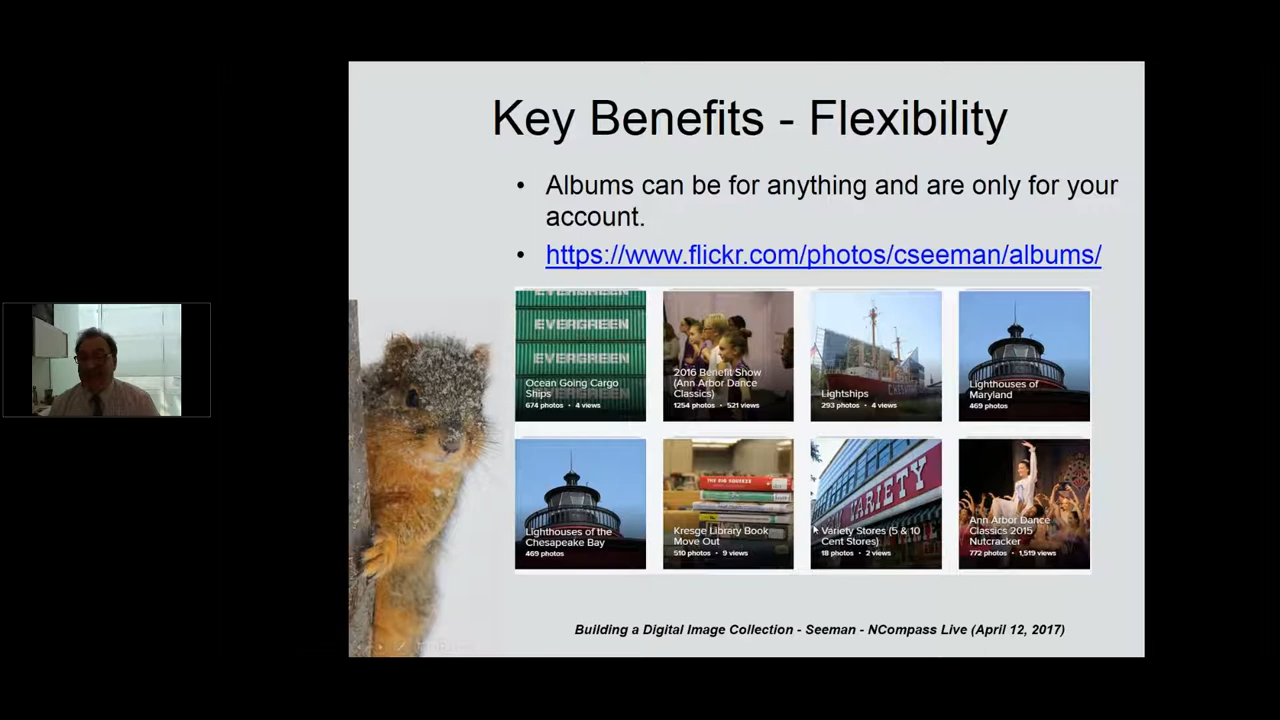 Key Benefits - Flexibility
• Albums can be for anything and are only for your
account.
• https://www.flickr.com/photos/cseeman/albums/
EVERGREEN
EVERGREEN
EVERGREEN
Ocean Going Cargo
Ships
674 photos • 4 views
2016 Benefit Show
(Ann Arbor Dance
Classics)
1254 photos • 521 views
Lightships
293 photos • 4 views
Lighthouses of
Maryland
469 photos
Lighthouses of the
Chesapeake Bay
469 photos
THE BIG SQUEEZE
Kresge Library Book
Move Out
510 photos • 9 views
VARIETY
Variety Stores (5 & 10
Cent Stores)
18 photos • 2 views
Ann Arbor Dance
Classics 2015
Nutcracker
772 photos • 1,519 views
Building a Digital Image Collection - Seeman - NCompass Live (April 12, 2017)